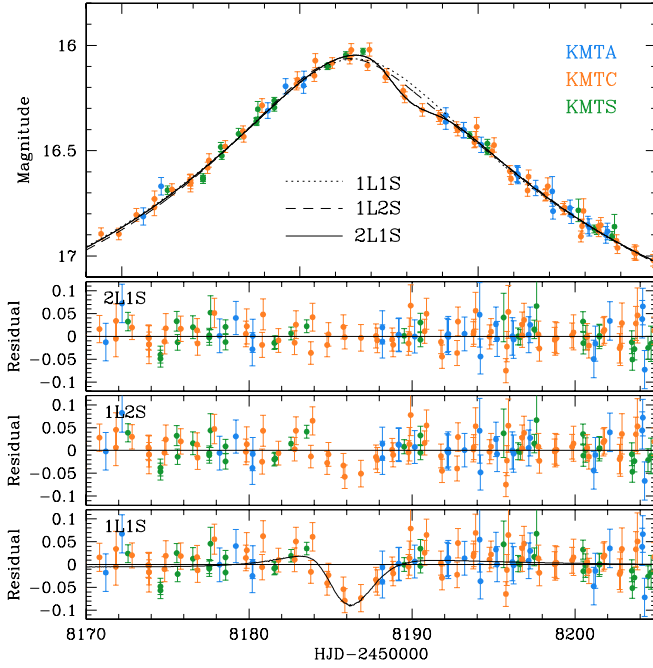 16
16.5
17
Magnitude
KMTA
KMTC
KMTS
1L1S
1L2S
2L1S
2L1S
0.1
0.05
0
−0.05
−0.1
Residual
1L2S
0.1
0.05
0
−0.05
−0.1
Residual
1L1S
0.1
0.05
0
−0.05
−0.1
Residual
8170 8180 8190 8200
HJD−2450000